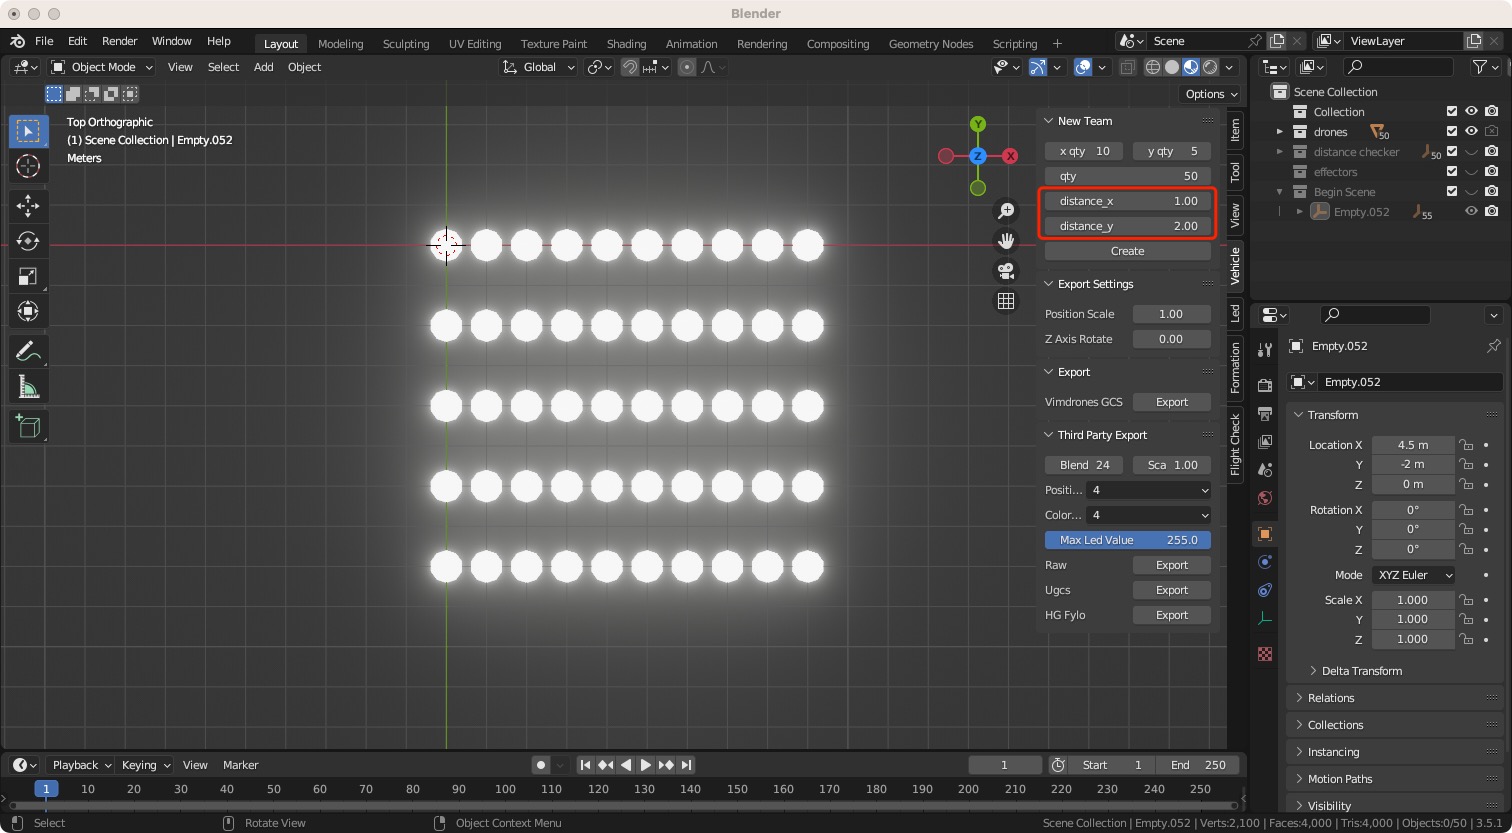 Blender
File Edit Render Window Help Layout Modeling Sculpting UV Editing Texture Paint Shading Animation Rendering Compositing Geometry Nodes Scripting + Scene ViewLayer
Object Mode View Select Add Object Global
Options
Top Orthographic
(1) Scene Collection | Empty.052
Meters
Y
Z
X
New Team
x qty 10 y qty 5
qty 50
distance_x 1.00
distance_y 2.00
Create
Export Settings
Position Scale 1.00
Z Axis Rotate 0.00
Export
Vimdrones GCS Export
Third Party Export
Blend 24 Sca 1.00
Positi... 4
Color... 4
Max Led Value 255.0
Raw Export
Ugcs Export
HG Fylo Export
Item
Tool
View
Vehicle
Led
Formation
Flight Check
Scene Collection
Collection
drones 50
distance checker 50
effectors
Begin Scene
Empty.052 55
Empty.052
Empty.052
Transform
Location X 4.5 m
Y -2 m
Z 0 m
Rotation X 0°
Y 0°
Z 0°
Mode XYZ Euler
Scale X 1.000
Y 1.000
Z 1.000
Delta Transform
Relations
Collections
Instancing
Motion Paths
Visibility
Playback Keying View Marker 1 Start 1 End 250
1 10 20 30 40 50 60 70 80 90 100 110 120 130 140 150 160 170 180 190 200 210 220 230 240 250
Select Rotate View Object Context Menu Scene Collection | Empty.052 | Verts:2,100 | Faces:4,000 | Tris:4,000 | Objects:0/50 | 3.5.1